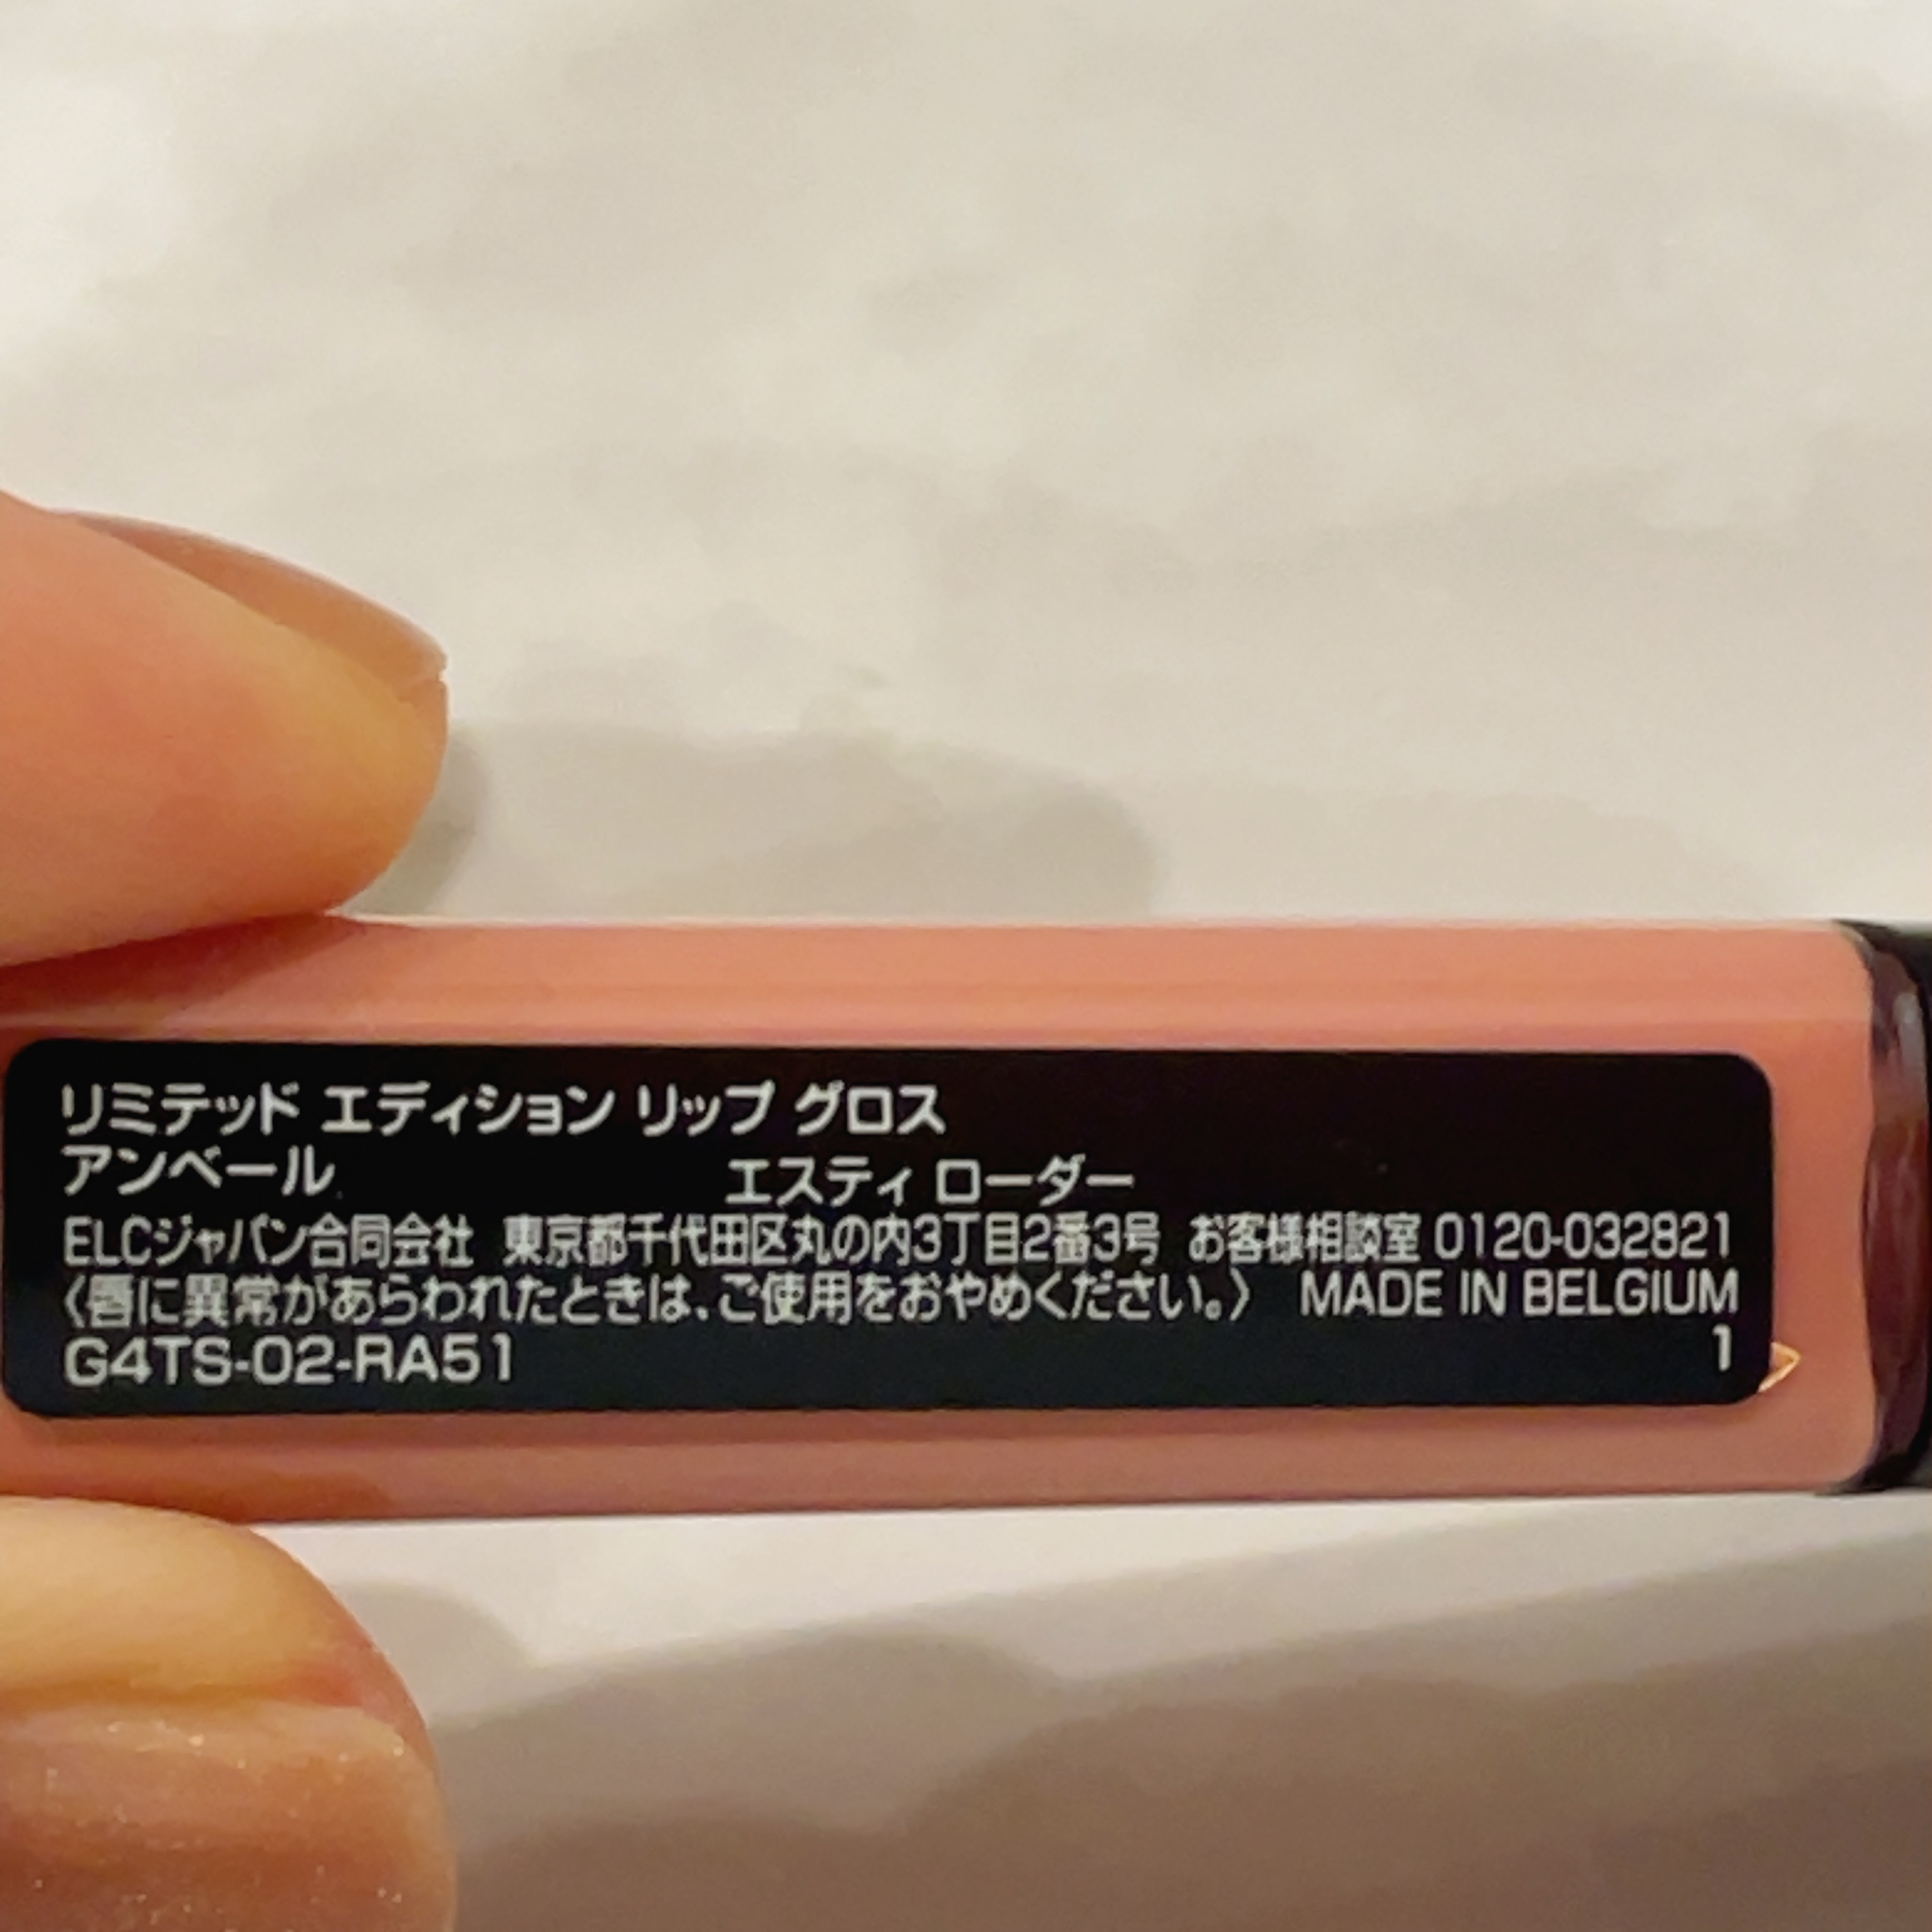 リミテッド エディション リップ グロス
アンベール エスティ ローダー
ELCジャパン合同会社 東京都千代田区丸の内3丁目2番3号 お客様相談室 0120-032821
〈唇に異常があらわれたときは､ご使用をおやめください｡〉 MADE IN BELGIUM
G4TS-02-RA51 1